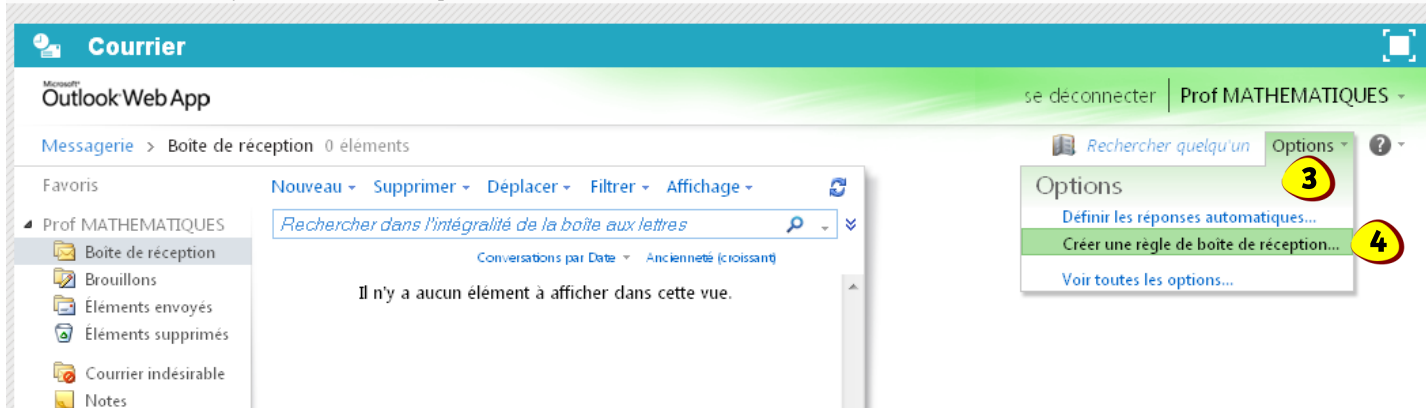 Courrier
Microsoft
Outlook Web App
se déconnecter Prof MATHEMATIQUES
Messagerie > Boîte de réception 0 éléments
Rechercher quelqu'un Options ?
Favoris
Nouveau Supprimer Déplacer Filtrer Affichage
Options
3
Prof MATHEMATIQUES
Rechercher dans l'intégralité de la boîte aux lettres
Définir les réponses automatiques...
Boîte de réception
Créer une règle de boîte de réception...
4
Conversations par Date Ancienneté (croissant)
Brouillons
Voir toutes les options...
Il n'y a aucun élément à afficher dans cette vue.
Éléments envoyés
Éléments supprimés
Courrier indésirable
Notes